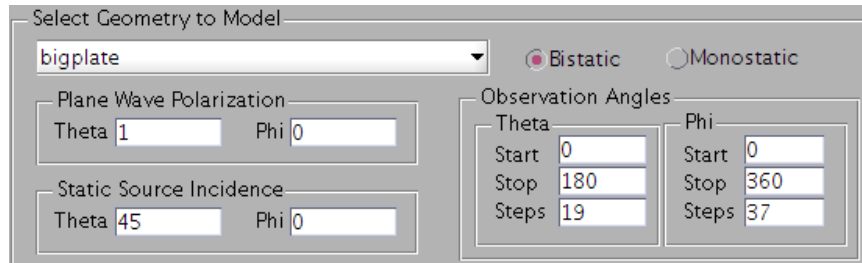 Select Geometry to Model
bigplate Bistatic Monostatic
Plane Wave Polarization
Theta 1 Phi 0
Static Source Incidence
Theta 45 Phi 0
Observation Angles
Theta
Start 0
Stop 180
Steps 19
Phi
Start 0
Stop 360
Steps 37